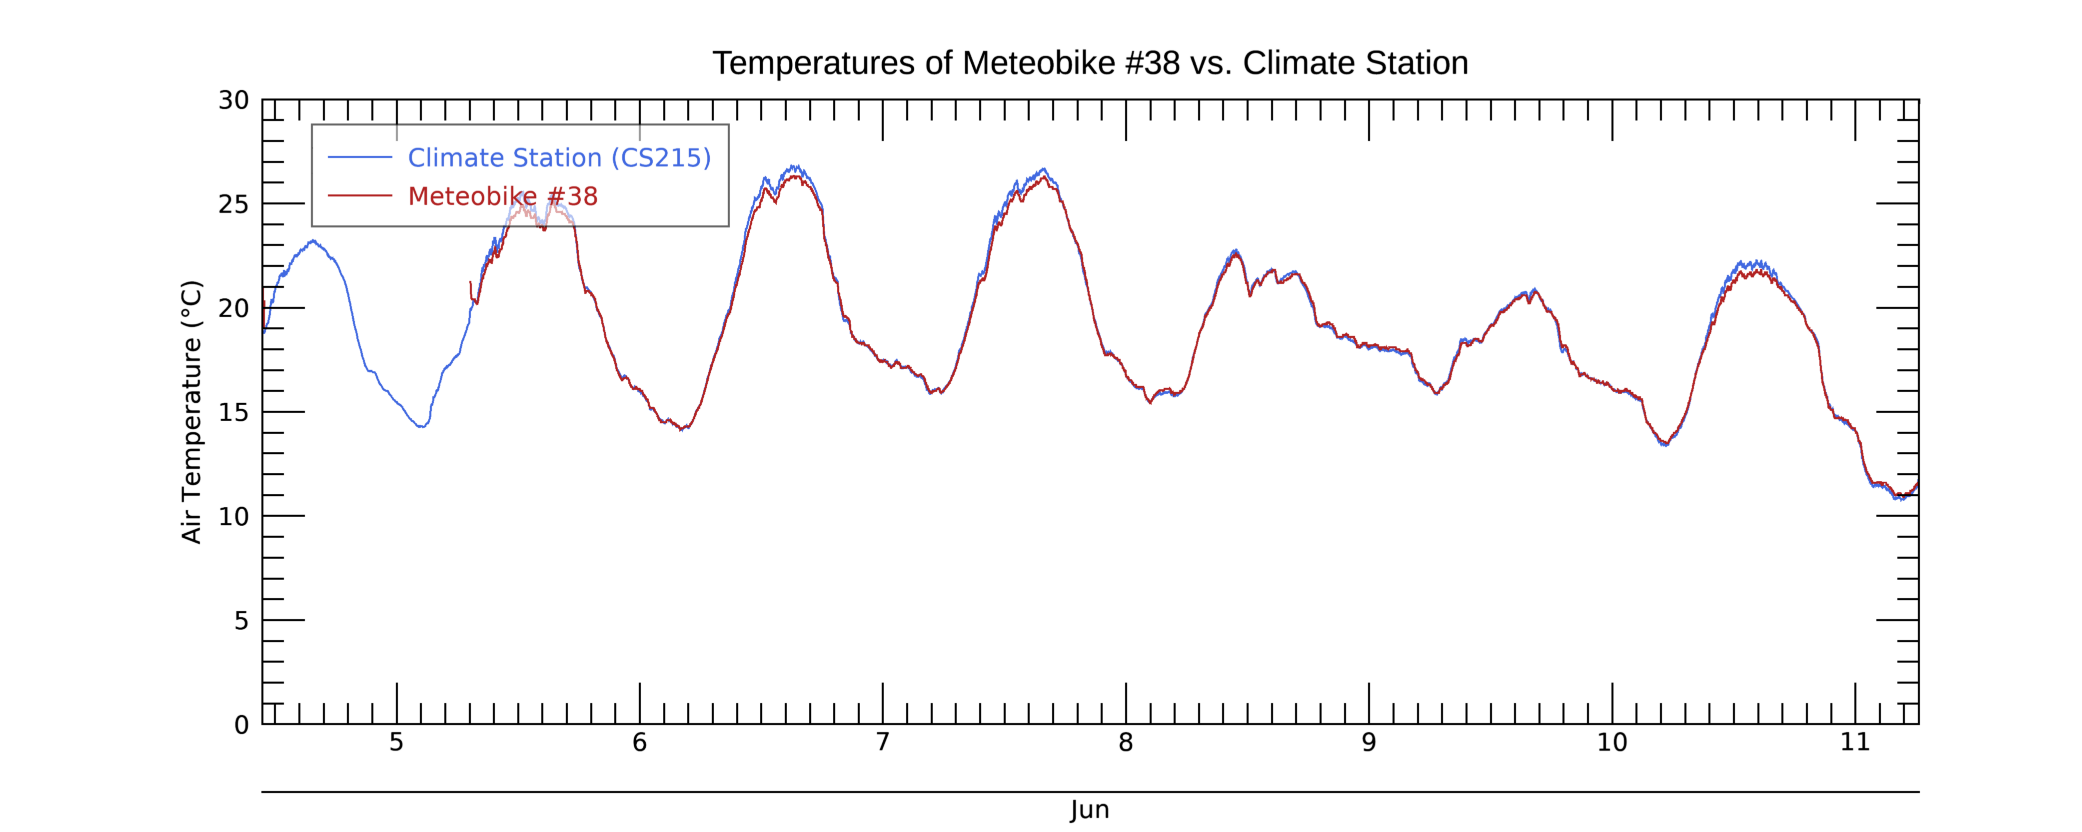 Temperatures of Meteobike #38 vs. Climate Station
30
25
20
15
10
5
0
Air Temperature (°C)
Climate Station (CS215)
Meteobike #38
5 6 7 8 9 10 11
Jun